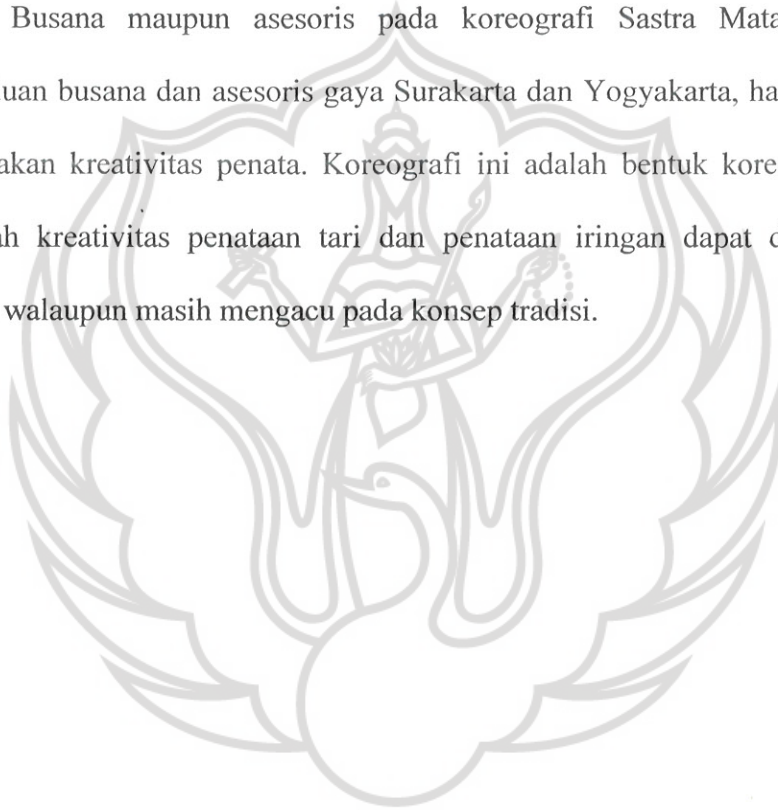 Busana maupun asesoris pada koreografi Sastra Mata
uan busana dan asesoris gaya Surakarta dan Yogyakarta, ha
akan kreativitas penata. Koreografi ini adalah bentuk kore
ah kreativitas penataan tari dan penataan iringan dapat d
walaupun masih mengacu pada konsep tradisi.